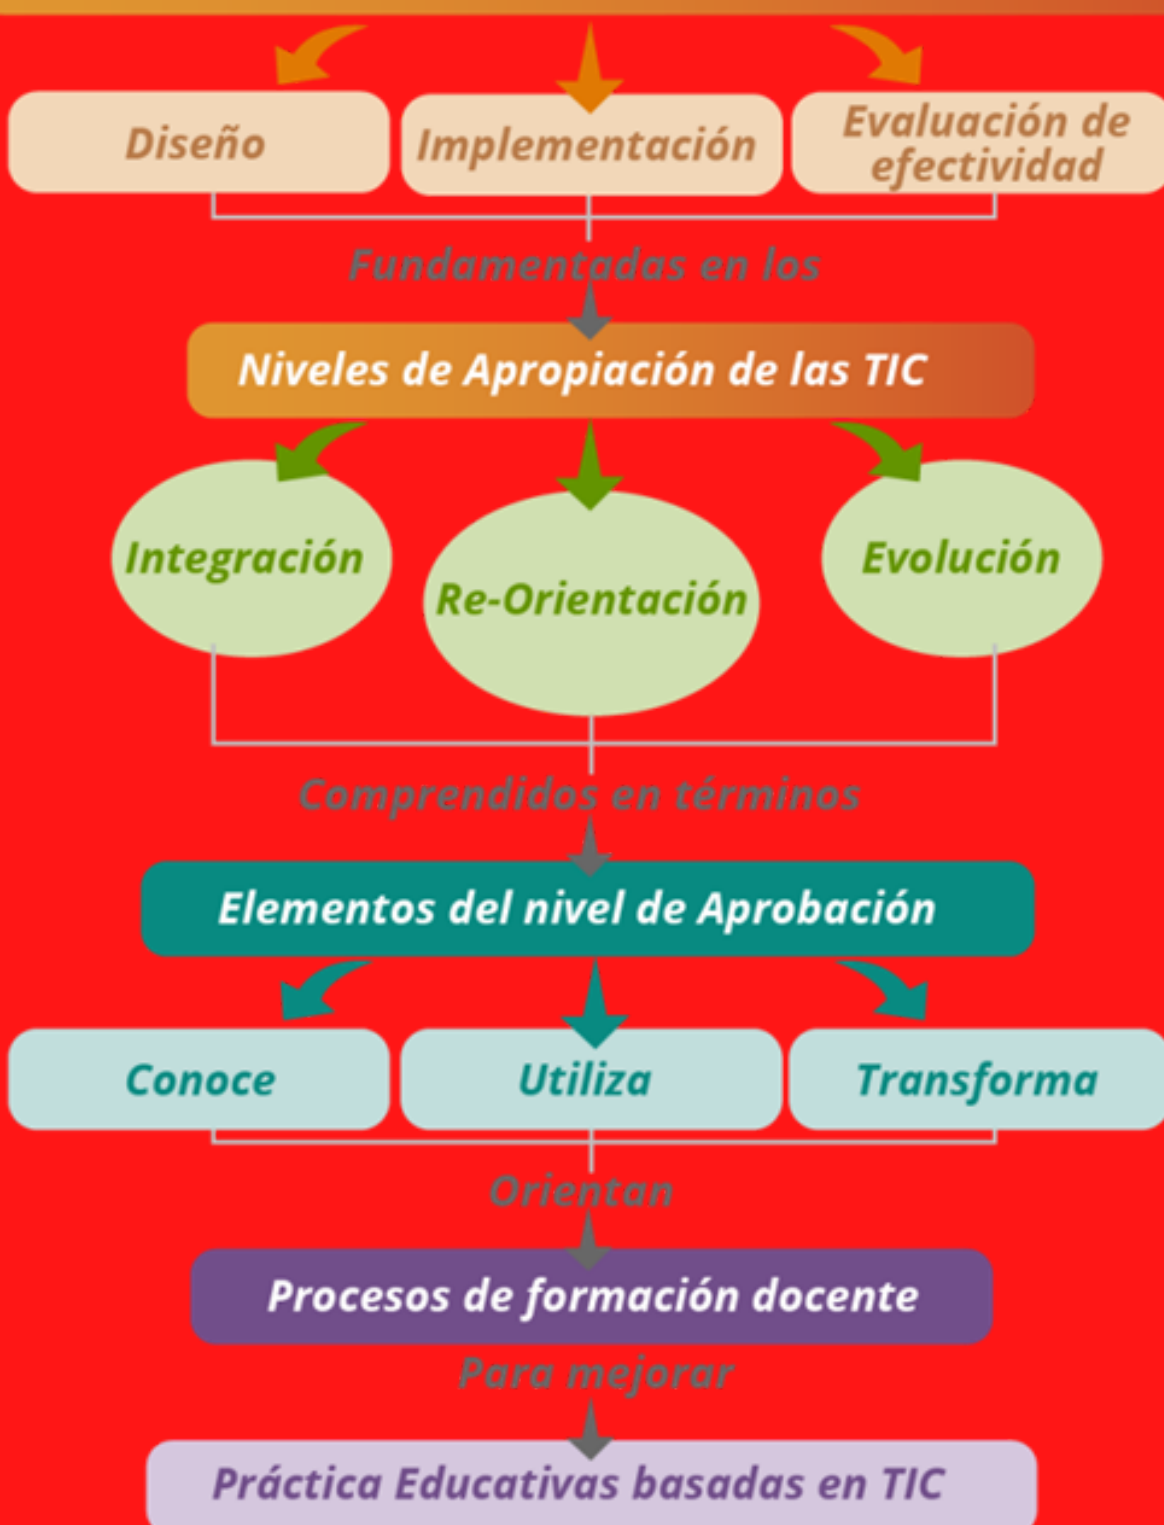 Diseño
Implementación
Evaluación de
efectividad
Fundamentadas en los
Niveles de Apropiación de las TIC
Integración
Re-Orientación
Evolución
Comprendidos en términos
Elementos del nivel de Aprobación
Conoce
Utiliza
Transforma
Orientan
Procesos de formación docente
Para mejorar
Práctica Educativas basadas en TIC